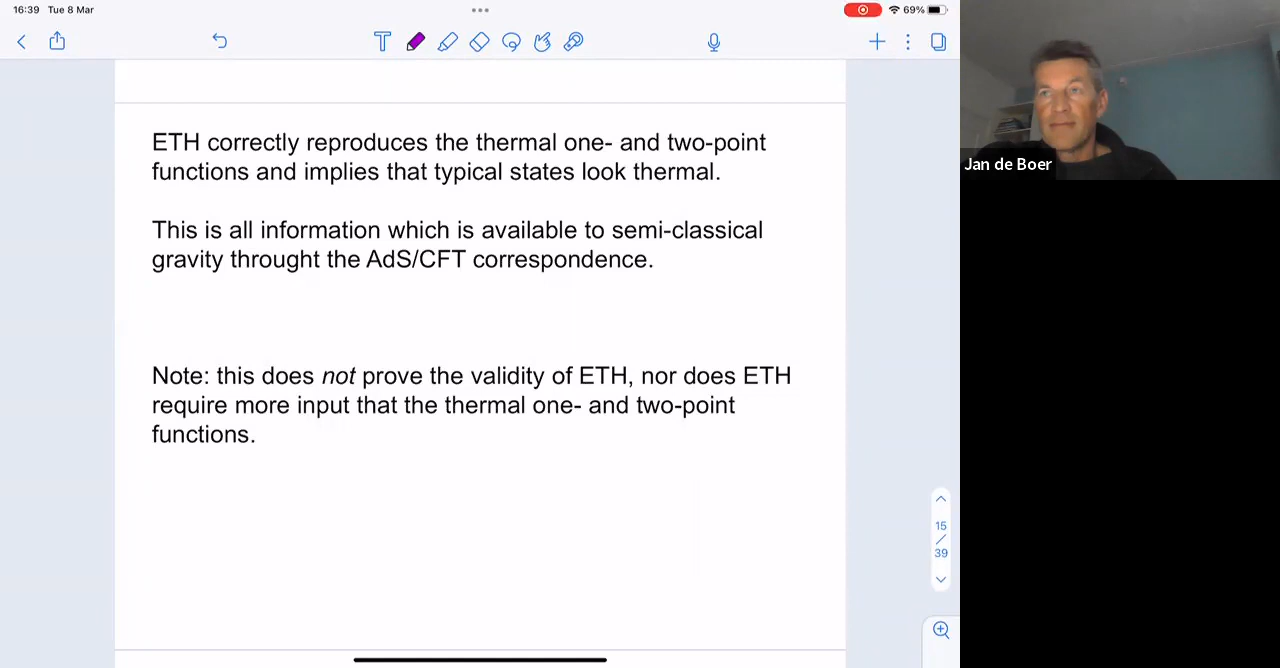 16:39 Tue 8 Mar
69%
ETH correctly reproduces the thermal one- and two-point
functions and implies that typical states look thermal.
This is all information which is available to semi-classical
gravity throught the AdS/CFT correspondence.
Note: this does not prove the validity of ETH, nor does ETH
require more input that the thermal one- and two-point
functions.
15
/
39
Jan de Boer